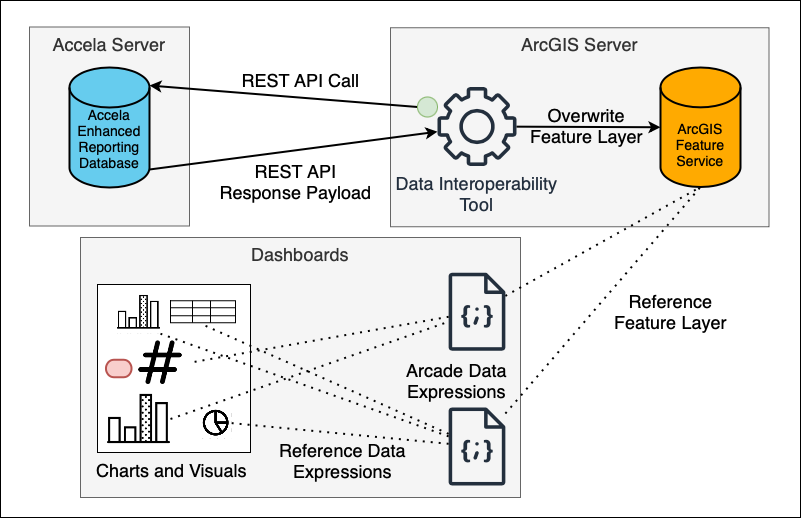 Accela Server
ArcGIS Server
REST API Call
Accela
Enhanced
Reporting
Database
Overwrite
Feature Layer
ArcGIS
Feature
Service
REST API
Response Payload
Data Interoperability
Tool
Dashboards
{;}
Reference
Feature Layer
#
Arcade Data
Expressions
{;}
Reference Data
Expressions
Charts and Visuals